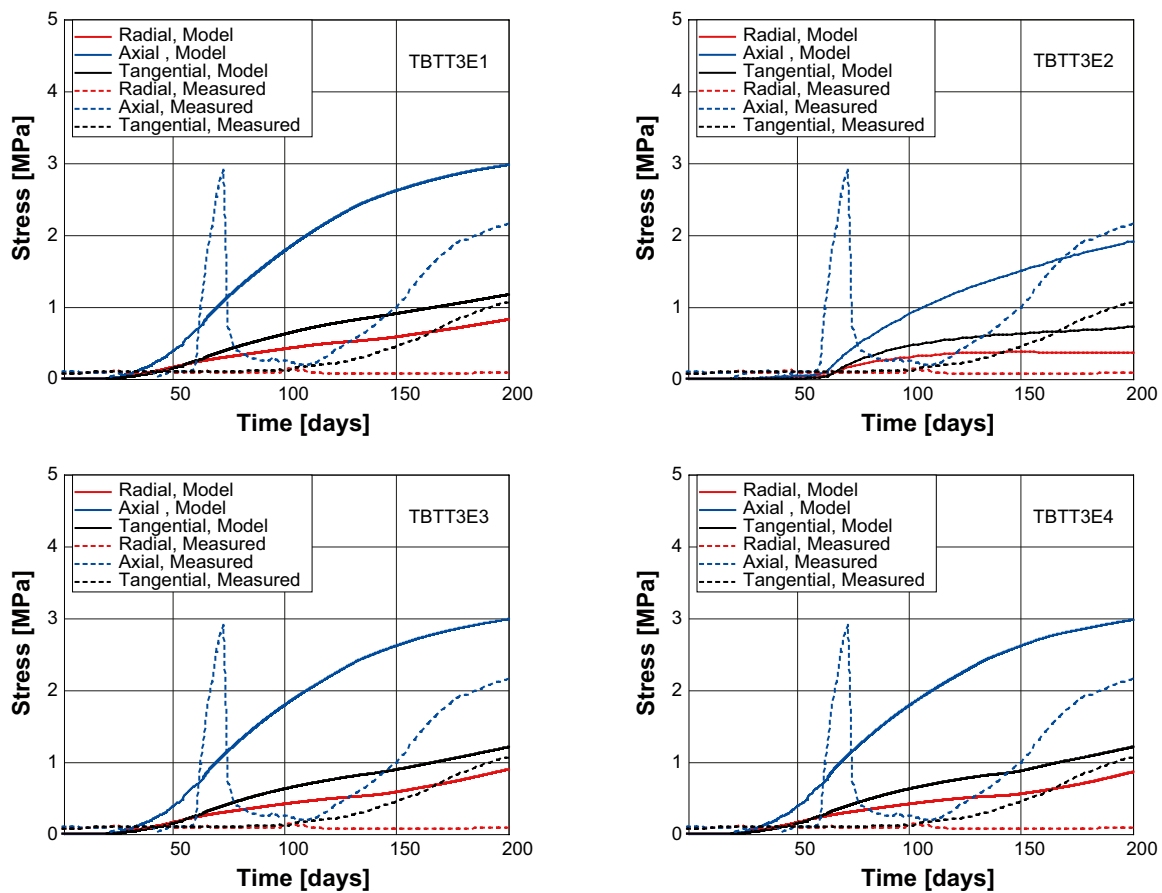 5
Radial, Model
Axial , Model
Tangential, Model
Radial, Measured
Axial, Measured
Tangential, Measured
TBTT3E1
4
3
2
1
0
50
100
150
200
Stress [MPa]
Time [days]
5
Radial, Model
Axial , Model
Tangential, Model
Radial, Measured
Axial, Measured
Tangential, Measured
TBTT3E2
4
3
2
1
0
50
100
150
200
Stress [MPa]
Time [days]
5
Radial, Model
Axial , Model
Tangential, Model
Radial, Measured
Axial, Measured
Tangential, Measured
TBTT3E3
4
3
2
1
0
50
100
150
200
Stress [MPa]
Time [days]
5
Radial, Model
Axial , Model
Tangential, Model
Radial, Measured
Axial, Measured
Tangential, Measured
TBTT3E4
4
3
2
1
0
50
100
150
200
Stress [MPa]
Time [days]